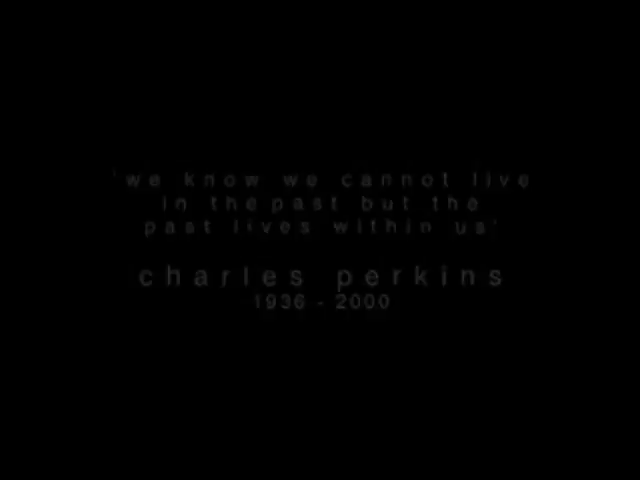 'we know we cannot live
in the past but the
past lives within us'
charles perkins
1936 - 2000